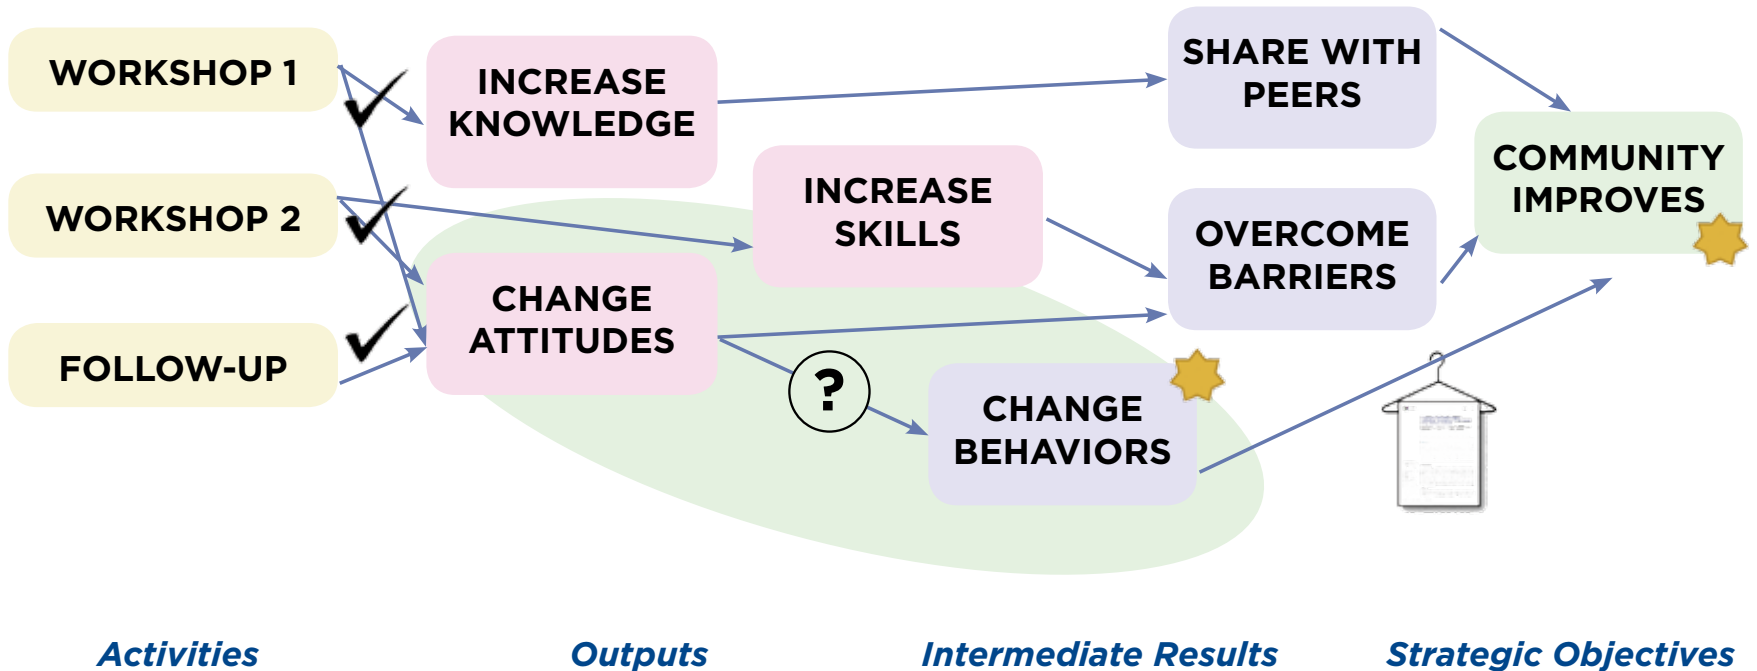 WORKSHOP 1
INCREASE
KNOWLEDGE
SHARE WITH
PEERS
COMMUNITY
IMPROVES
WORKSHOP 2
INCREASE
SKILLS
OVERCOME
BARRIERS
FOLLOW-UP
CHANGE
ATTITUDES
?
CHANGE
BEHAVIORS
Activities
Outputs
Intermediate Results
Strategic Objectives